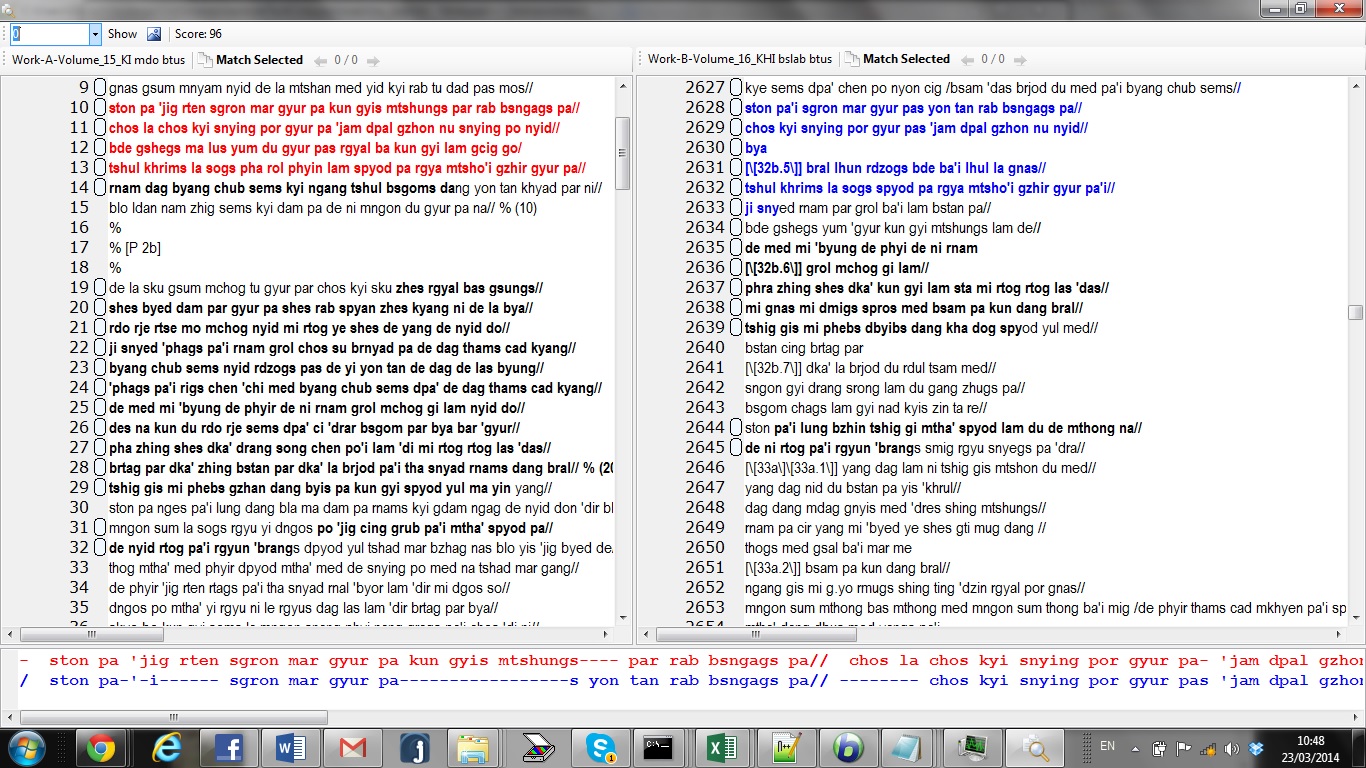 0
Show
Score: 96
Work-A-Volume_15_KI mdo btus
Match Selected
0 / 0
Work-B-Volume_16_KHI bslab btus
Match Selected
0 / 0
9 gnas gsum mnyam nyid de la mtshan med yid kyi rab tu dad pas mos//
10 ston pa 'jig rten sgron mar gyur pa kun gyis mtshungs par rab bsngags pa//
11 chos la chos kyi snying por gyur pa 'jam dpal gzhon nu snying po nyid//
12 bde gshegs ma lus yum du gyur pas rgyal ba kun gyi lam gcig go/
13 tshul khrims la sogs pha rol phyin lam spyod pa rgya mtsho'i gzhir gyur pa//
14 rnam dag byang chub sems kyi ngang tshul bsgoms dang yon tan khyad par ni//
15 blo ldan nam zhig sems kyi dam pa de ni mngon du gyur pa na// % (10)
16 %
17 % [P 2b]
18 %
19 de la sku gsum mchog tu gyur par chos kyi sku zhes rgyal bas gsungs//
20 shes byed dam par gyur pa shes rab spyan zhes kyang ni de la bya//
21 rdo rje rtse mo mchog nyid mi rtog ye shes de yang de nyid do//
22 ji snyed 'phags pa'i rnam grol chos su brnyad pa de dag thams cad kyang//
23 byang chub sems nyid rdzogs pas de yi yon tan de dag de las byung//
24 'phags pa'i rigs chen 'chi med byang chub sems dpa' de dag thams cad kyang//
25 de med mi 'byung de phyir de ni rnam grol mchog gi lam nyid do//
26 des na kun du rdo rje sems dpa' ci 'drar bsgom par bya bar 'gyur//
27 pha zhing shes dka' drang song chen po'i lam 'di mi rtog rtog las 'das//
28 brtag par dka' zhing bstan par dka' la brjod pa'i tha snyad rnams dang bral// % (20
29 tshig gis mi phebs gzhan dang byis pa kun gyi spyod yul ma yin yang//
30 ston pa nges pa'i lung dang bla ma dam pa rnams kyi gdam ngag de nyid don 'dir bl
31 mngon sum la sogs rgyu yi dngos po 'jig cing grub pa'i mtha' spyod pa//
32 de nyid rtog pa'i rgyun 'brangs dpyod yul tshad mar bzhag nas blo yis 'jig byed de/
33 thog mtha' med phyir dpyod mtha' med de snying po med na tshad mar gang//
34 de phyir 'jig rten rtags pa'i tha snyad rnal 'byor lam 'dir mi dgos so//
35 dngos po mtha' yi rgyu ni le rgyus dag las lam 'dir brtag par bya//
2627 kye sems dpa' chen po nyon cig /bsam 'das brjod du med pa'i byang chub sems//
2628 ston pa'i sgron mar gyur pas yon tan rab bsngags pa//
2629 chos kyi snying por gyur pas 'jam dpal gzhon nu nyid//
2630 bya
2631 [\[32b.5\]] bral lhun rdzogs bde ba'i lhul la gnas//
2632 tshul khrims la sogs spyod pa rgya mtsho'i gzhir gyur pa'i//
2633 ji snyed rnam par grol ba'i lam bstan pa//
2634 bde gshegs yum 'gyur kun gyi mtshungs lam de//
2635 de med mi 'byung de phyi de ni rnam
2636 [\[32b.6\]] grol mchog gi lam//
2637 phra zhing shes dka' kun gyi lam sta mi rtog rtog las 'das//
2638 mi gnas mi dmigs spros med bsam pa kun dang bral//
2639 tshig gis mi phebs dbyibs dang kha dog spyod yul med//
2640 bstan cing brtag par
2641 [\[32b.7\]] dka' la brjod du rdul tsam med//
2642 sngon gyi drang srong lam du gang zhugs pa//
2643 bsgom chags lam gyi nad kyis zin ta re//
2644 ston pa'i lung bzhin tshig gi mtha' spyod lam du de mthong na//
2645 de ni rtog pa'i rgyun 'brangs smig rgyu snyegs pa 'dra//
2646 [\[33a\]\[33a.1\]] yang dag lam ni tshig gis mtshon du med//
2647 yang dag nid du bstan pa yis 'khrul//
2648 dag dang mdag gnyis med 'dres shing mtshungs//
2649 rnam pa cir yang mi 'byed ye shes gti mug dang //
2650 thogs med gsal ba'i mar me
2651 [\[33a.2\]] bsam pa kun dang bral//
2652 ngang gis mi g.yo rmugs shing ting 'dzin rgyal por gnas//
2653 mngon sum mthong bas mthong med mngon sum thong ba'i mig /de phyir thams cad mkhyen pa'i sp
2654
- ston pa 'jig rten sgron mar gyur pa kun gyis mtshungs---- par rab bsngags pa// chos la chos kyi snying por gyur pa- 'jam dpal gzhon
/ ston pa-'-i------ sgron mar gyur pa-----------------s yon tan rab bsngags pa// -------- chos kyi snying por gyur pas 'jam dpal gzhon
EN
10:48
23/03/2014